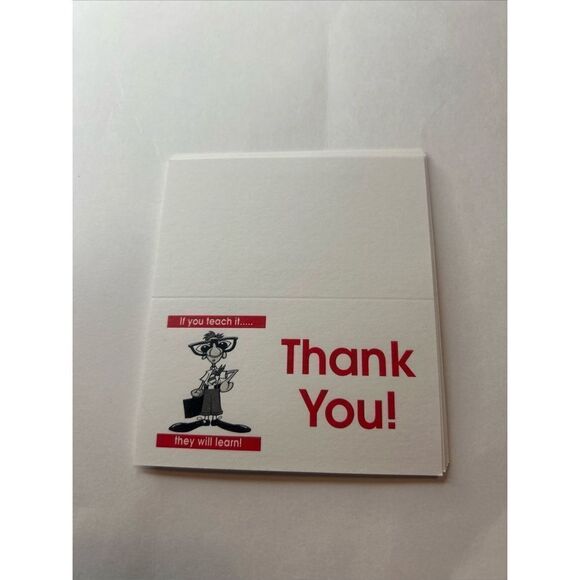 If you teach it.....
Thank
You!
they will learn!